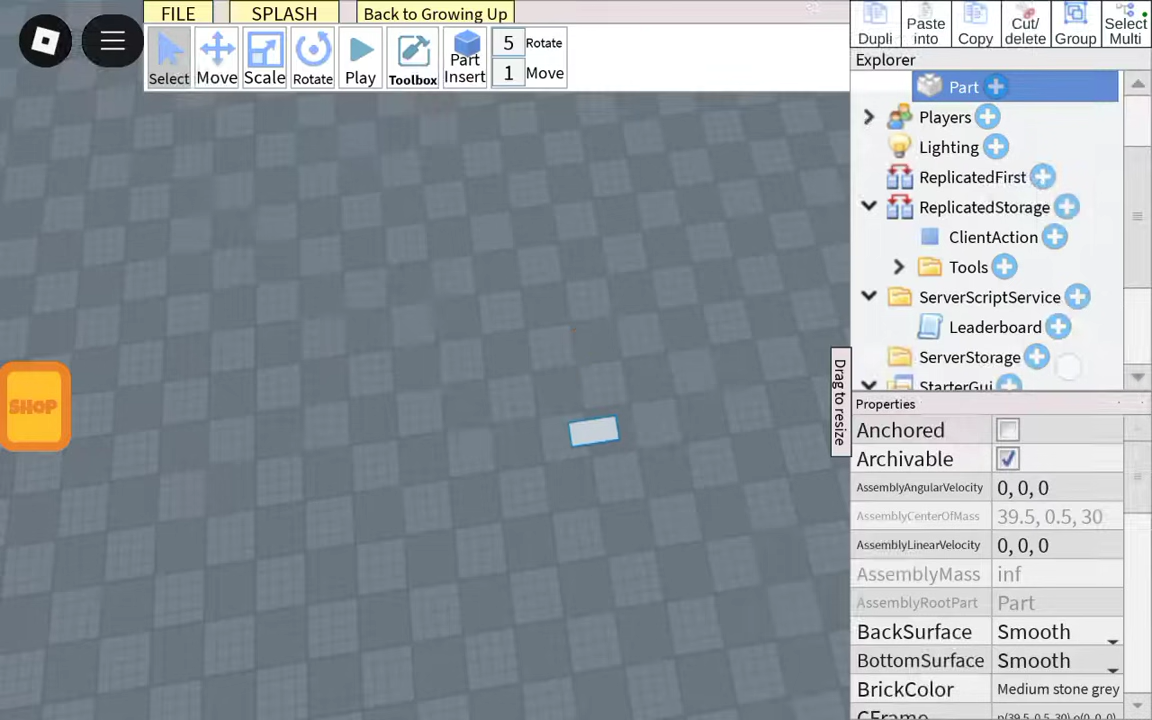 FILE
SPLASH
Back to Growing Up
Select
Move
Scale
Rotate
Play
Toolbox
Part
Insert
5 Rotate
1 Move
Dupli
Paste
into
Copy
Cut/
delete
Group
Select
Multi
Explorer
Part
Players
Lighting
ReplicatedFirst
ReplicatedStorage
ClientAction
Tools
ServerScriptService
Leaderboard
ServerStorage
StarterGui
SHOP
Drag to resize
Properties
Anchored
Archivable
AssemblyAngularVelocity 0, 0, 0
AssemblyCenterOfMass 39.5, 0.5, 30
AssemblyLinearVelocity 0, 0, 0
AssemblyMass inf
AssemblyRootPart Part
BackSurface Smooth
BottomSurface Smooth
BrickColor Medium stone grey
CFrame